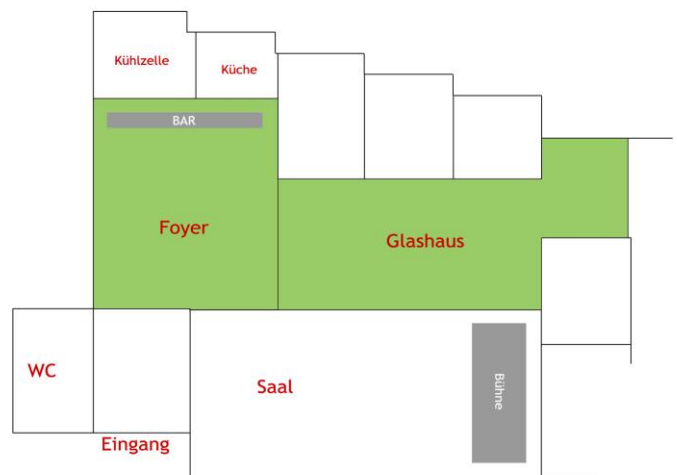 Kühlzelle
Küche
BAR
Foyer
Glashaus
WC
Saal
Bühne
Eingang